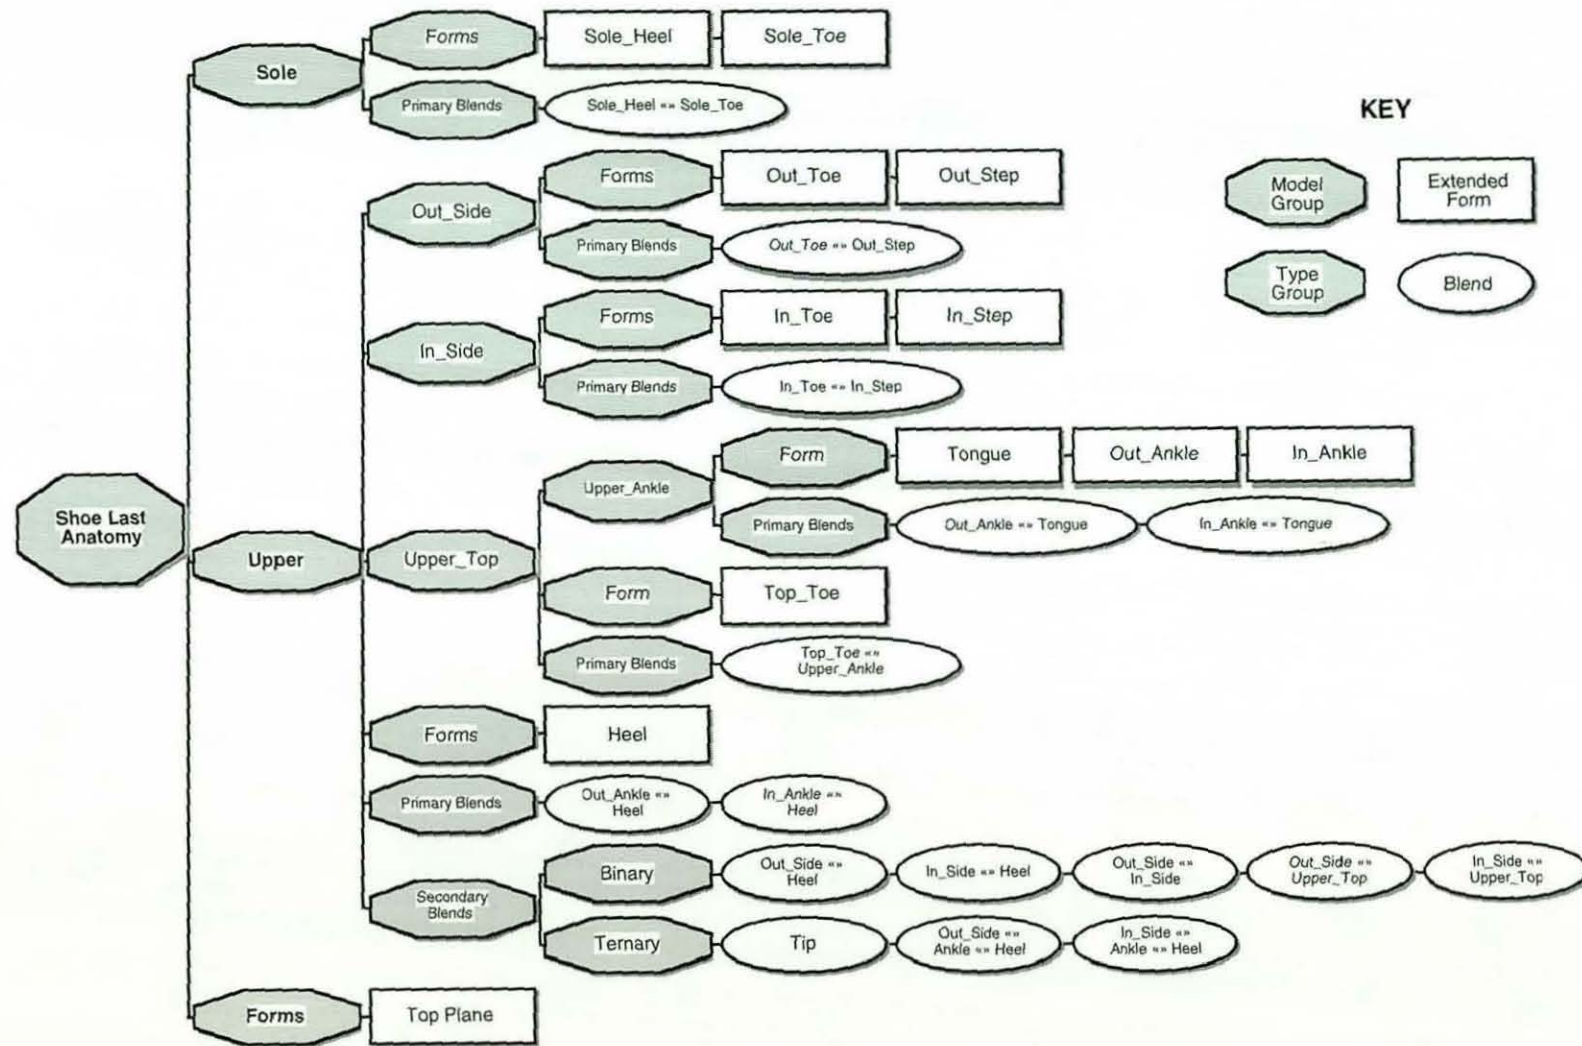 Forms
Sole_Heel
Sole_Toe
Sole
Primary Blends
Sole_Heel «» Sole_Toe
KEY
Model
Group
Extended
Form
Type
Group
Blend
Out_Side
Forms
Out_Toe
Out_Step
Primary Blends
Out_Toe «» Out_Step
In_Side
Forms
In_Toe
In_Step
Primary Blends
In_Toe «» In_Step
Shoe Last
Anatomy
Upper
Upper_Top
Upper_Ankle
Form
Tongue
Out_Ankle
In_Ankle
Primary Blends
Out_Ankle «» Tongue
In_Ankle «» Tongue
Form
Top_Toe
Primary Blends
Top_Toe «»
Upper_Ankle
Forms
Heel
Primary Blends
Out_Ankle «»
Heel
In_Ankle «»
Heel
Secondary
Blends
Binary
Out_Side «»
Heel
In_Side «» Heel
Out_Side «»
In_Side
Out_Side «»
Upper_Top
In_Side «»
Upper_Top
Ternary
Tip
Out_Side «»
Ankle «» Heel
In_Side «»
Ankle «» Heel
Forms
Top Plane